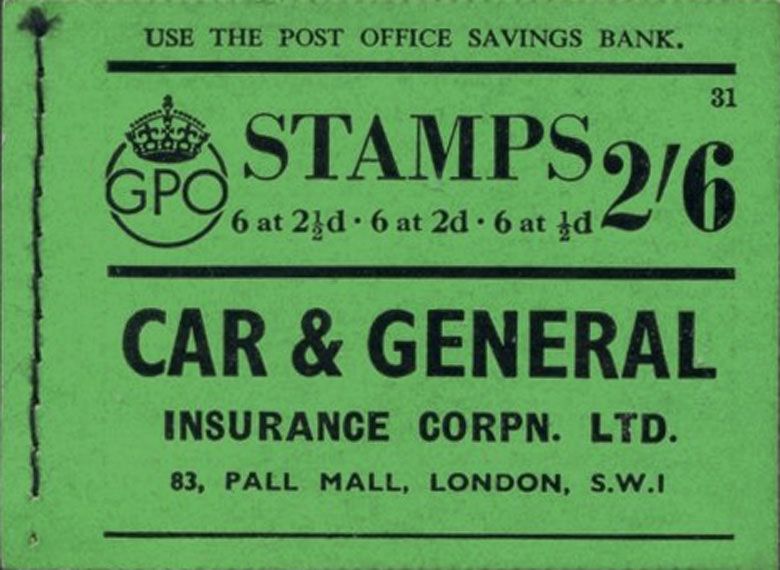 USE THE POST OFFICE SAVINGS BANK.
31
GPO
STAMPS 2/6
6 at 2½d · 6 at 2d · 6 at ½d
CAR & GENERAL
INSURANCE CORPN. LTD.
83, PALL MALL, LONDON, S.W.1